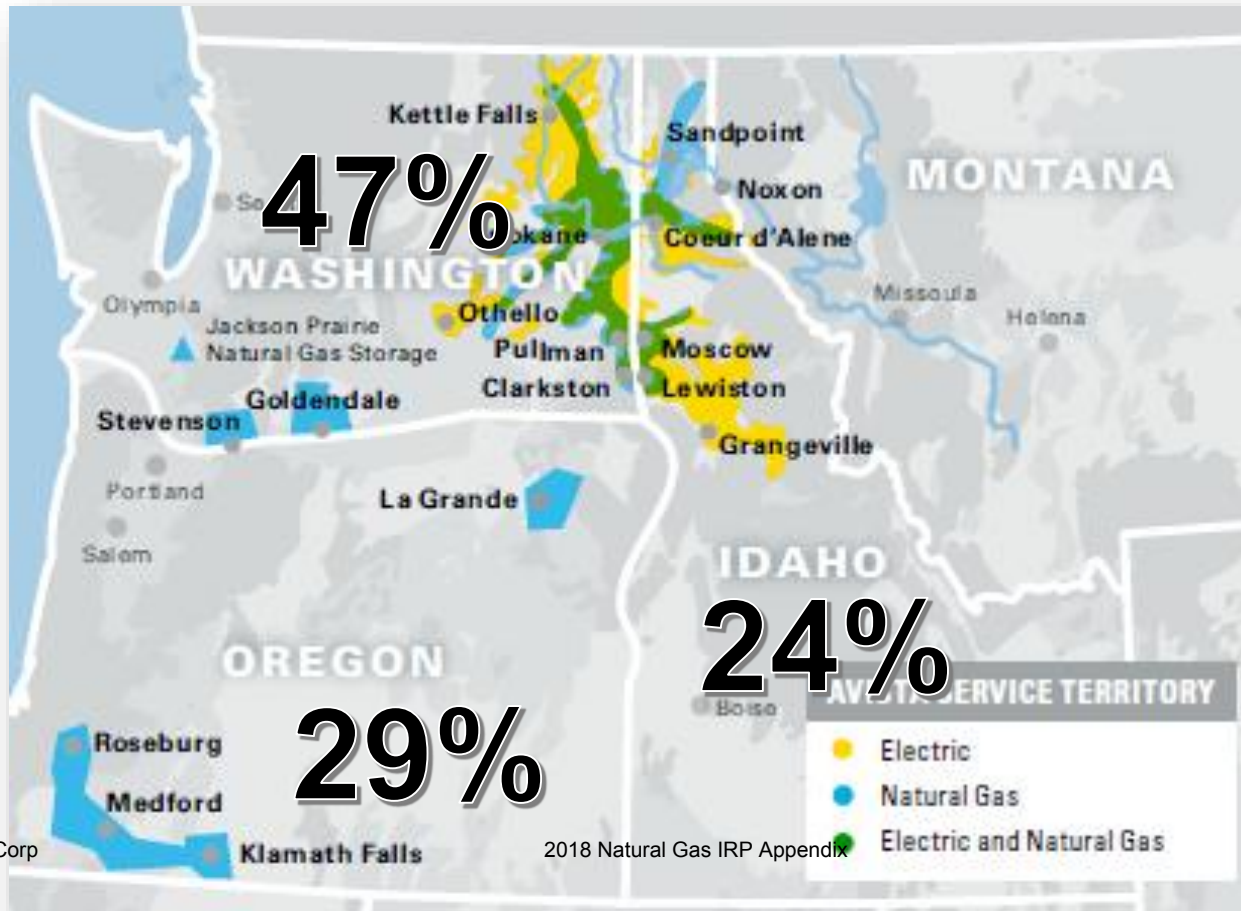 Kettle Falls
Sandpoint
47%
MONTANA
Noxon
Coeur d'Alene
WASHINGTON
Missoula
Olympia
Othello
Helena
Jackson Prairie
Natural Gas Storage
Pullman
Moscow
Clarkston
Lewiston
Goldendale
Stevenson
Grangeville
Portland
La Grande
Salem
IDAHO
24%
OREGON
SERVICE TERRITORY
Boise
29%
Roseburg
Electric
Natural Gas
Medford
Electric and Natural Gas
Klamath Falls
Corp
2018 Natural Gas IRP Appendix